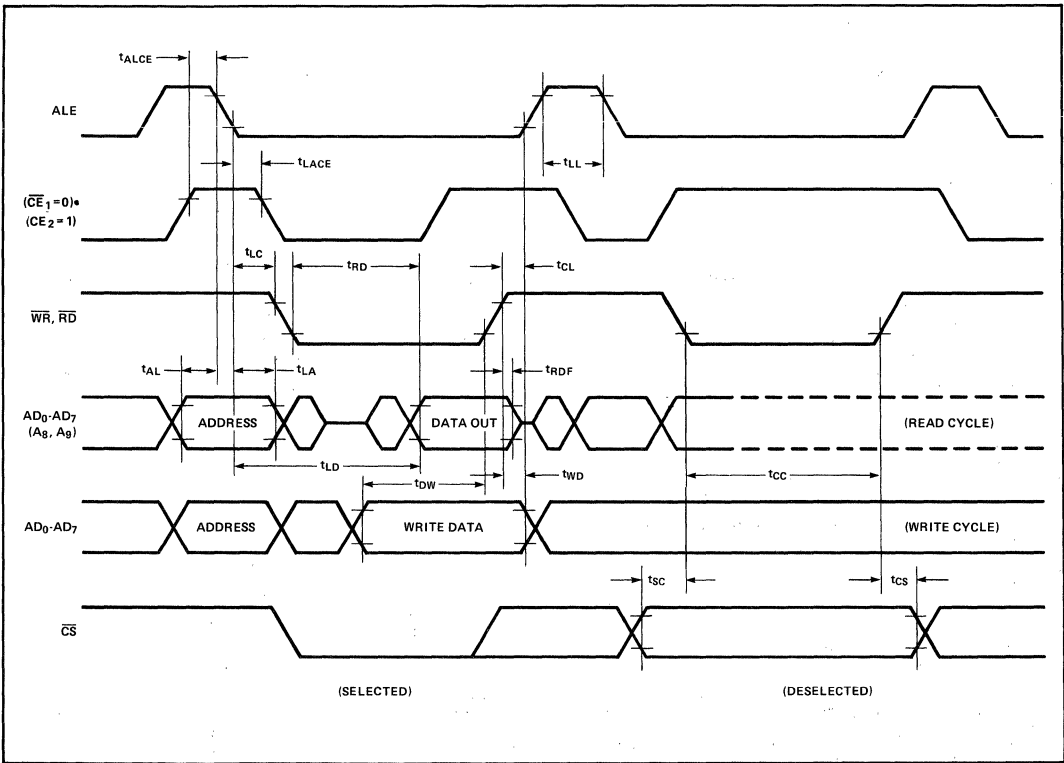 tALCE
ALE
tLACE
tLL
(CE1=0)•
(CE2=1)
tLC
tRD
tCL
WR, RD
tAL
tLA
tRDF
AD0-AD7
(A8, A9)
ADDRESS
DATA OUT
(READ CYCLE)
tLD
tDW
tWD
tCC
AD0-AD7
ADDRESS
WRITE DATA
(WRITE CYCLE)
tSC
tCS
CS
(SELECTED)
(DESELECTED)